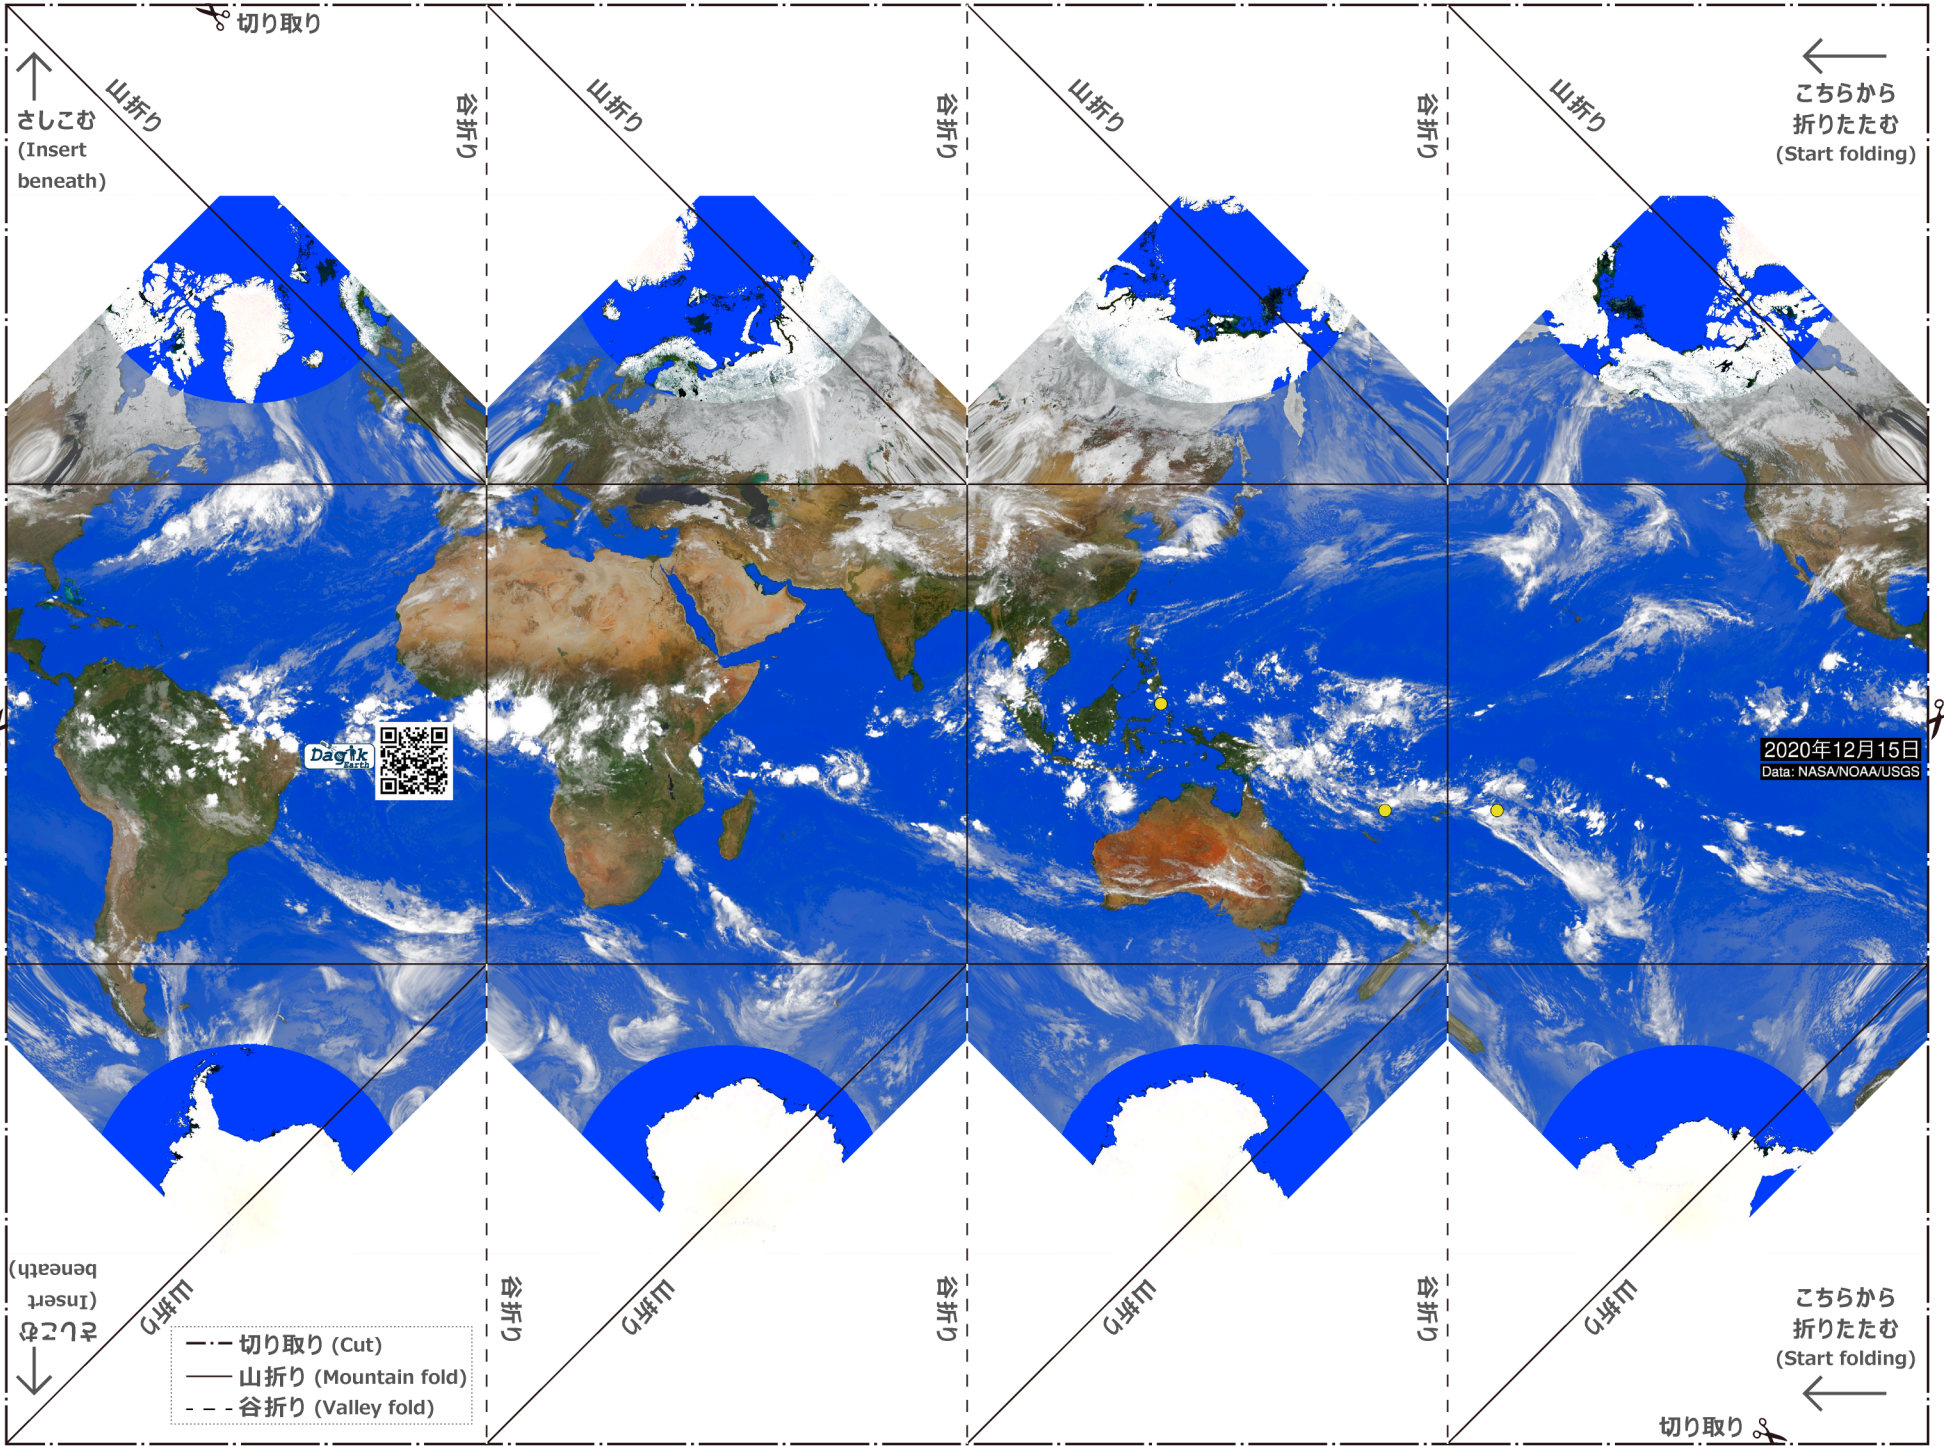 切り取り
さしこむ
(Insert
beneath)
山折り
谷折り
山折り
谷折り
山折り
谷折り
山折り
こちらから
折りたたむ
(Start folding)
Dagik
Earth
2020年12月15日
Data: NASA/NOAA/USGS
さしこむ
(Insert
beneath)
山折り
谷折り
山折り
谷折り
山折り
谷折り
山折り
こちらから
折りたたむ
(Start folding)
切り取り (Cut)
山折り (Mountain fold)
谷折り (Valley fold)
切り取り